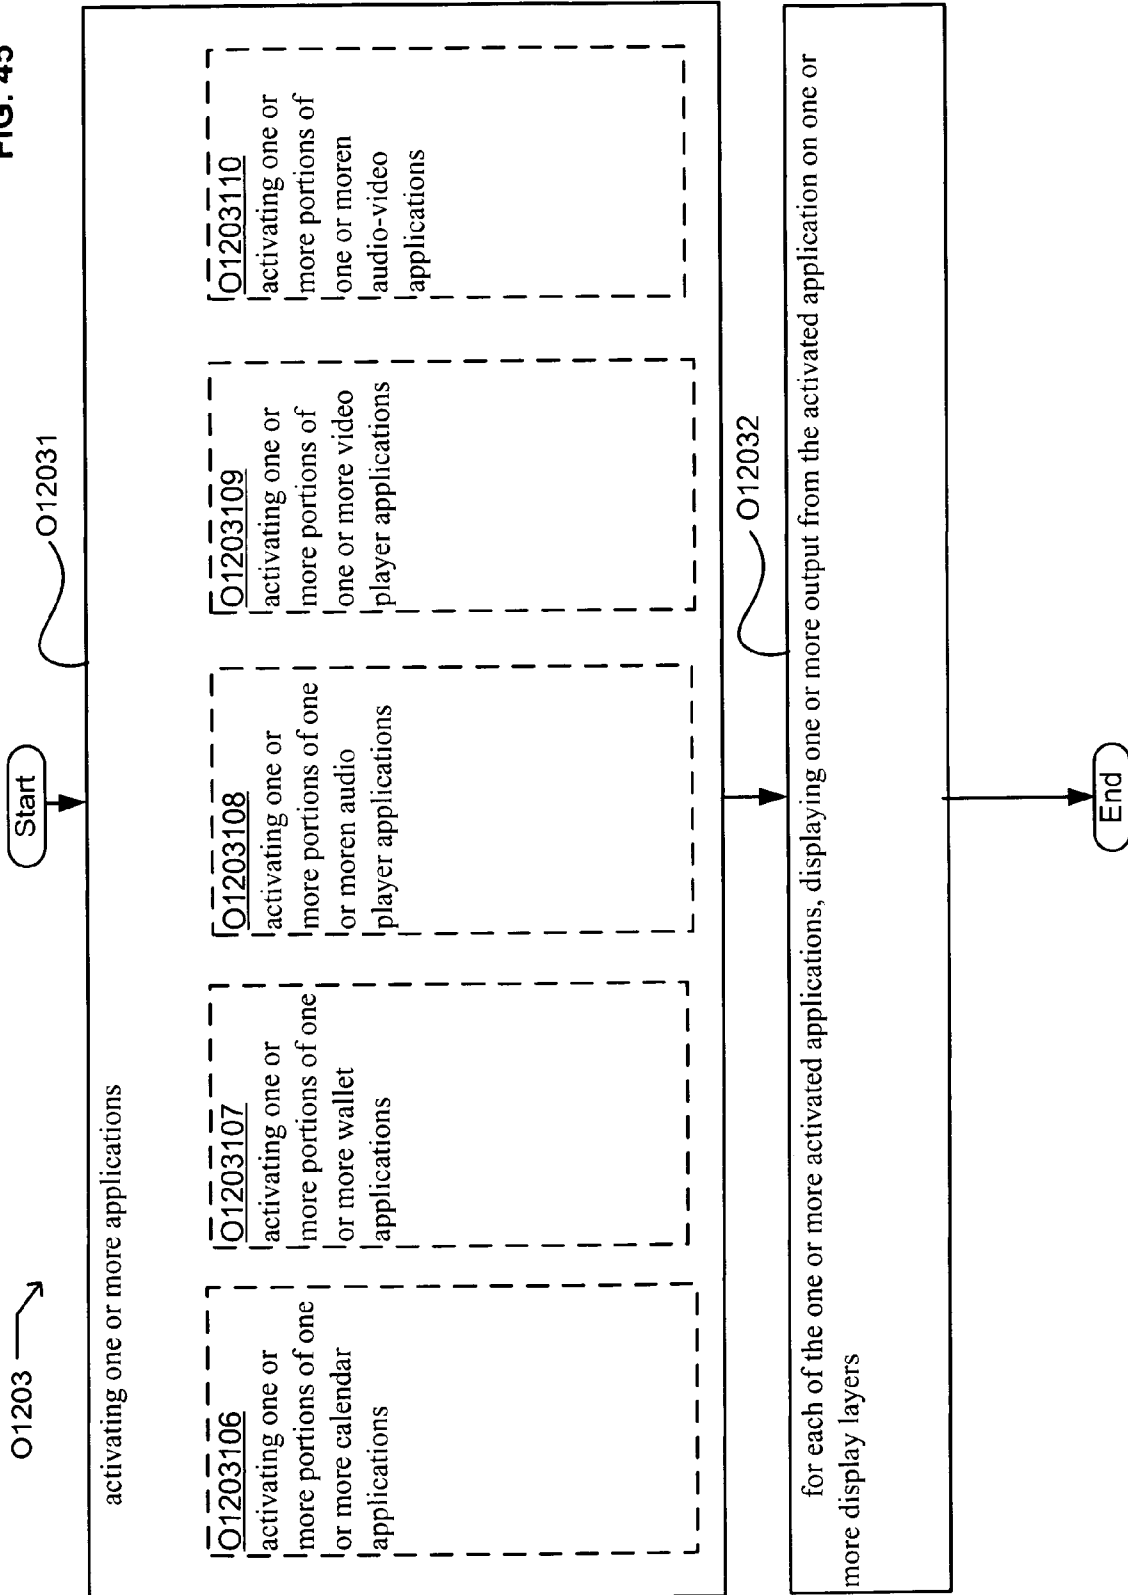 FIG. 45
O1203
Start
O12031
activating one or more applications
O1203106
activating one or
more portions of one
or more calendar
applications
O1203107
activating one or
more portions of one
or more wallet
applications
O1203108
activating one or
more portions of one
or moren audio
player applications
O1203109
activating one or
more portions of
one or more video
player applications
O1203110
activating one or
more portions of
one or moren
audio-video
applications
O12032
for each of the one or more activated applications, displaying one or more output from the activated application on one or
more display layers
End